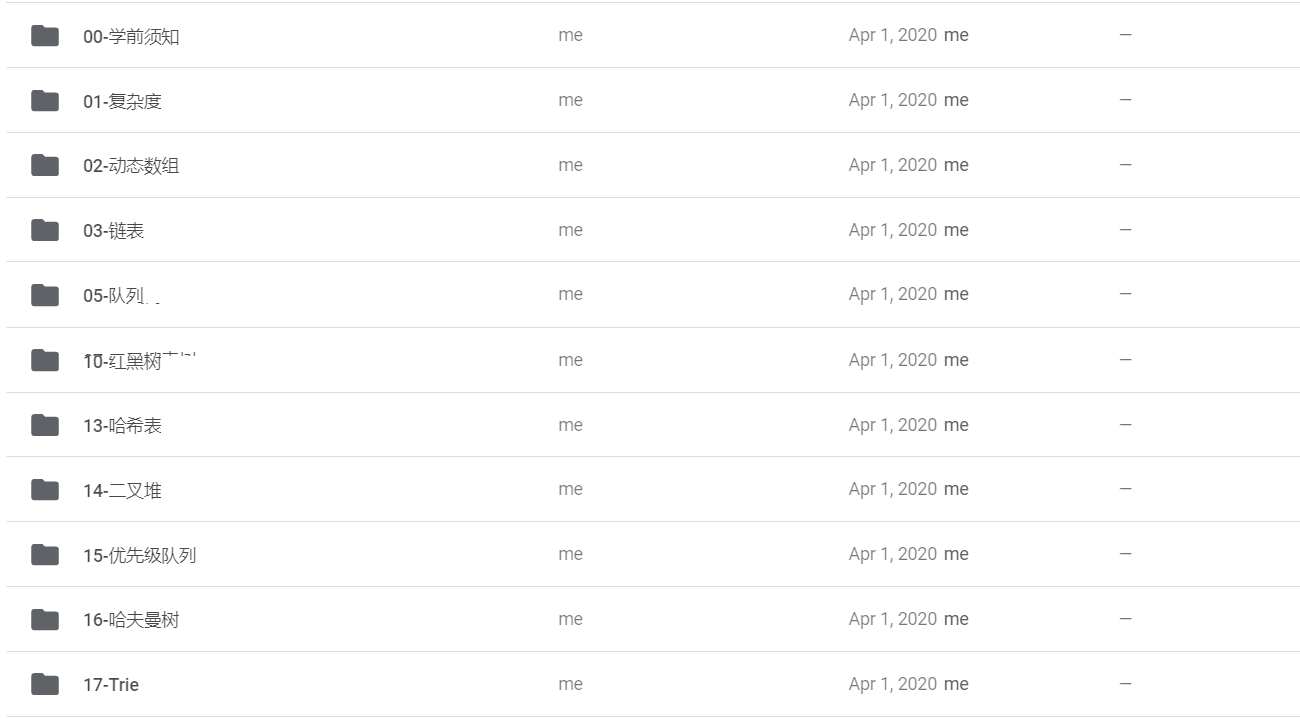 00-学前须知 me Apr 1, 2020 me —
01-复杂度 me Apr 1, 2020 me —
02-动态数组 me Apr 1, 2020 me —
03-链表 me Apr 1, 2020 me —
05-队列 me Apr 1, 2020 me —
10-红黑树 me Apr 1, 2020 me —
13-哈希表 me Apr 1, 2020 me —
14-二叉堆 me Apr 1, 2020 me —
15-优先级队列 me Apr 1, 2020 me —
16-哈夫曼树 me Apr 1, 2020 me —
17-Trie me Apr 1, 2020 me —